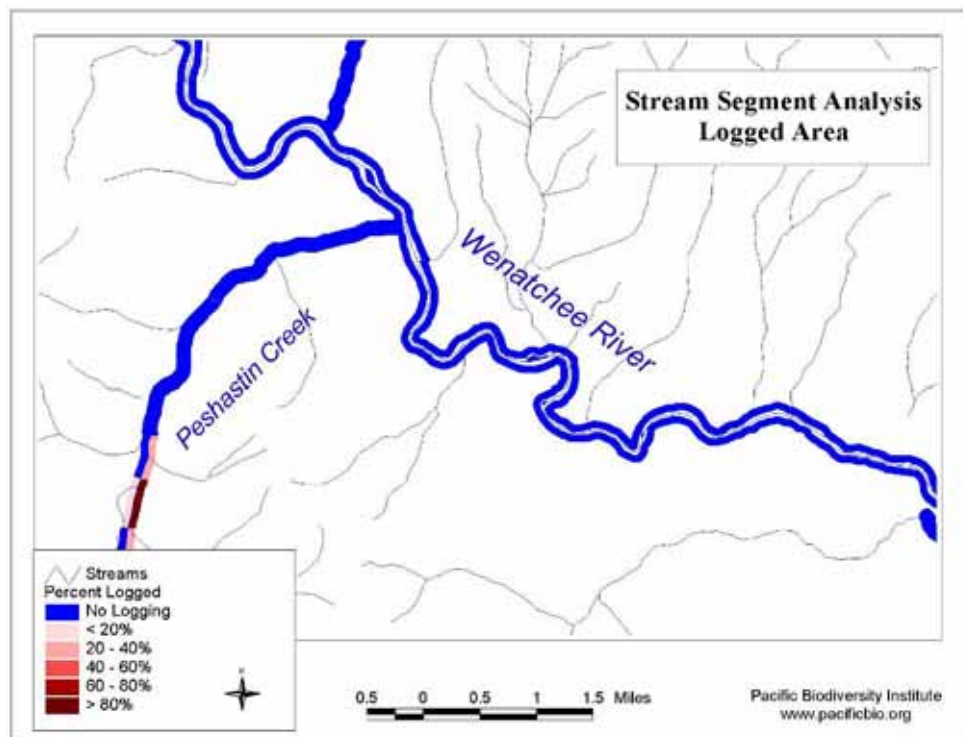 Stream Segment Analysis
Logged Area
Wenatchee River
Peshastin Creek
Streams
Percent Logged
No Logging
< 20%
20 - 40%
40 - 60%
60 - 80%
> 80%
N
0.5 0 0.5 1 1.5 Miles
Pacific Biodiversity Institute
www.pacificbio.org